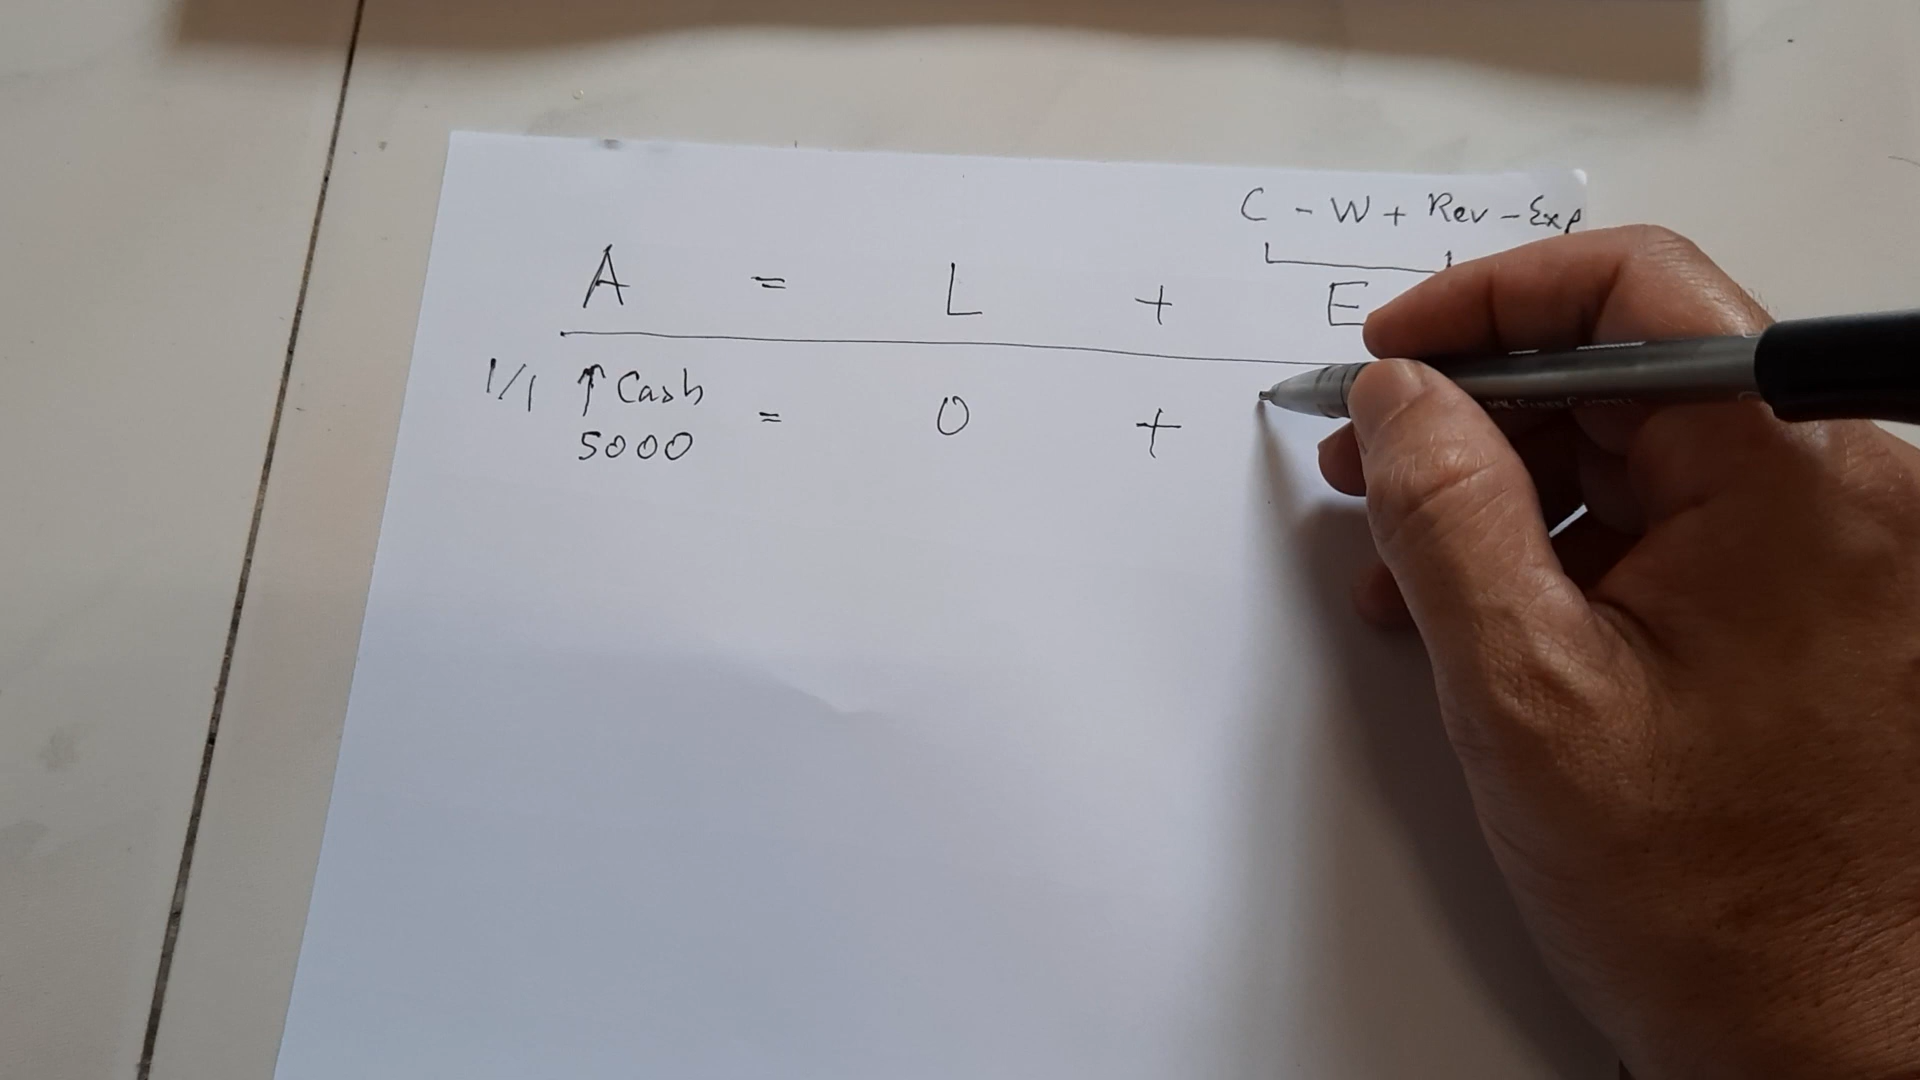 C - W + Rev - Exp
A = L + E
1/1 ↑ Cash
5000 = 0 +